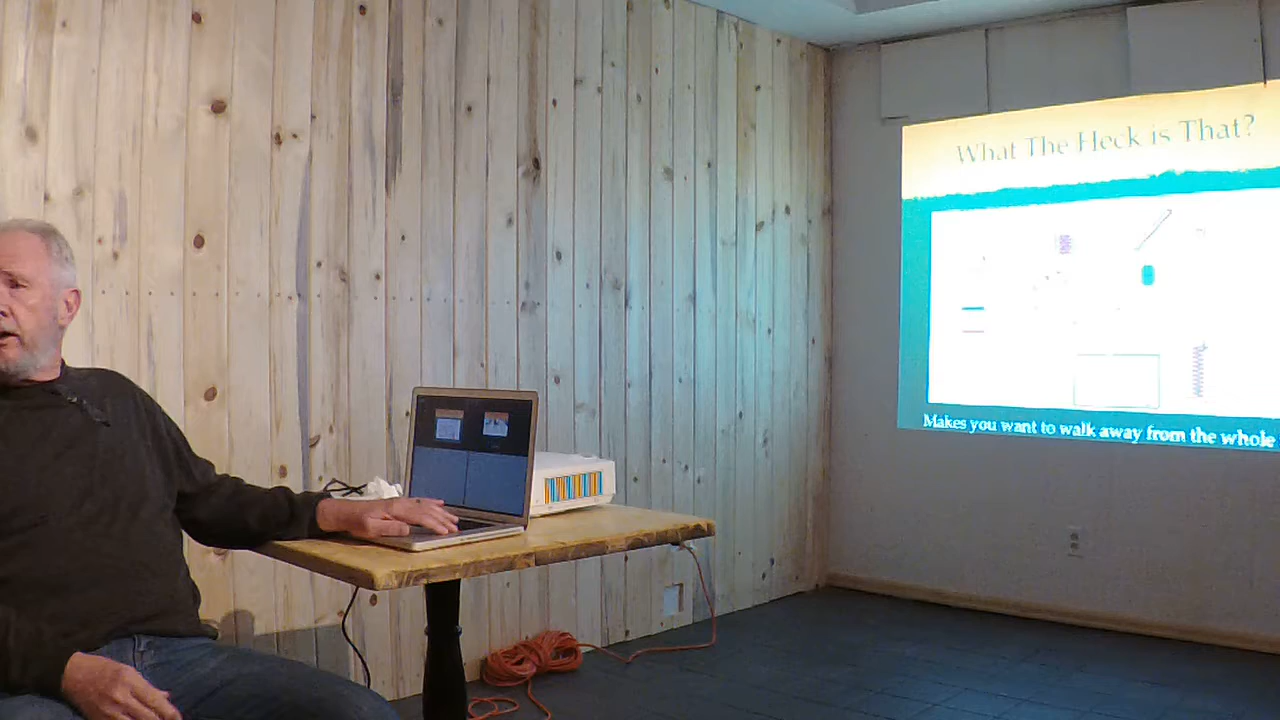 What The Heck is That?
Makes you want to walk away from the whole